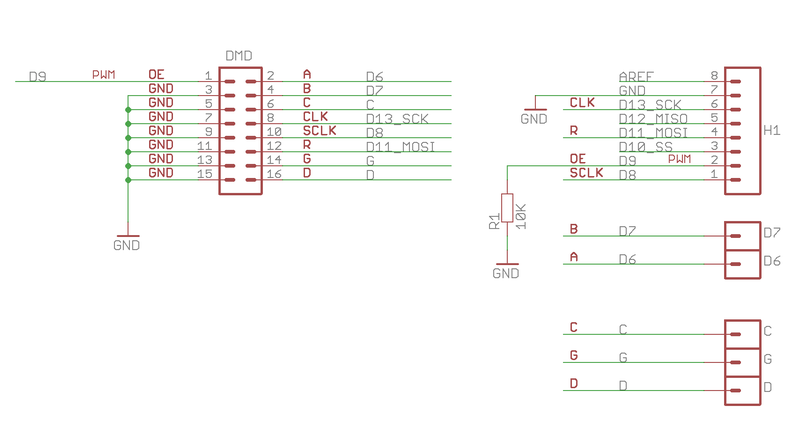 DMD
D9 PWM OE 1 2 A D6
GND 3 4 B D7
GND 5 6 C C
GND 7 8 CLK D13_SCK
GND 9 10 SCLK D8
GND 11 12 R D11_MOSI
GND 13 14 G G
GND 15 16 D D
GND
AREF 8
GND 7
CLK D13_SCK 6
GND
D12_MISO 5
R D11_MOSI 4
H1
D10_SS 3
OE D9 PWM 2
SCLK D8 1
R1
10K
GND
B D7 D7
A D6 D6
C C C
G G G
D D D